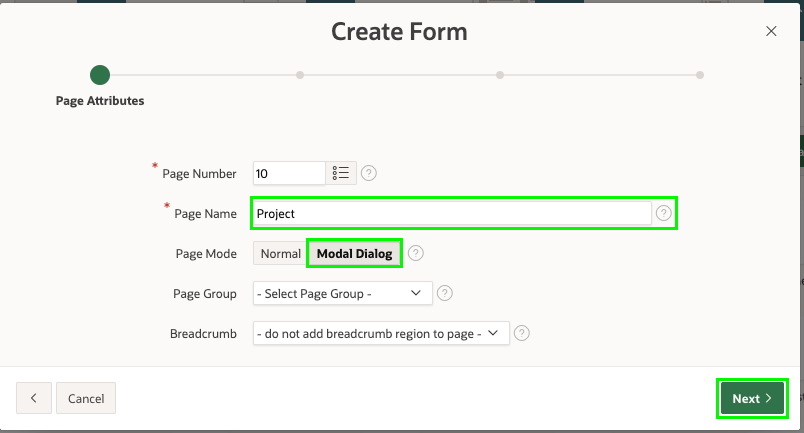 Create Form
Page Attributes
* Page Number 10 ?
* Page Name Project ?
Page Mode Normal Modal Dialog ?
Page Group - Select Page Group - ?
Breadcrumb - do not add breadcrumb region to page - ?
Cancel Next